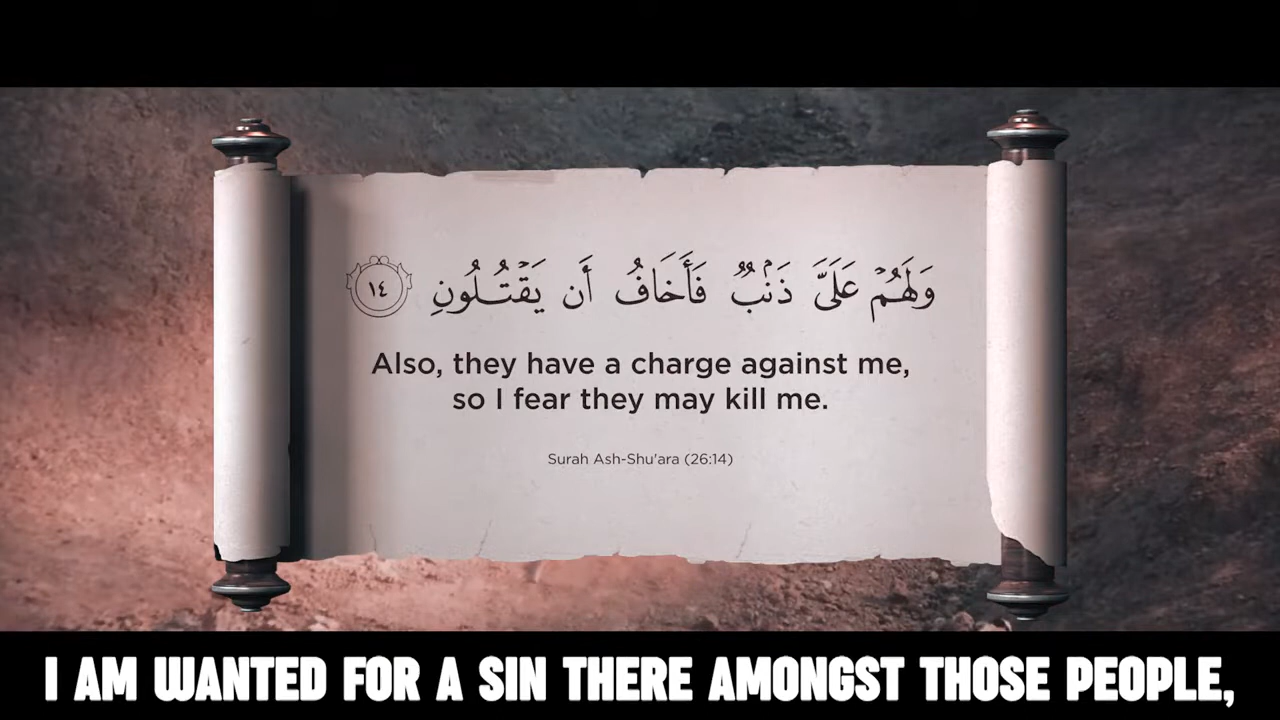 وَلَهُمْ عَلَىَّ ذَنۢبٌ فَأَخَافُ أَن يَقْتُلُونِ ١٤
Also, they have a charge against me,
so I fear they may kill me.
Surah Ash-Shu'ara (26:14)
I AM WANTED FOR A SIN THERE AMONGST THOSE PEOPLE,